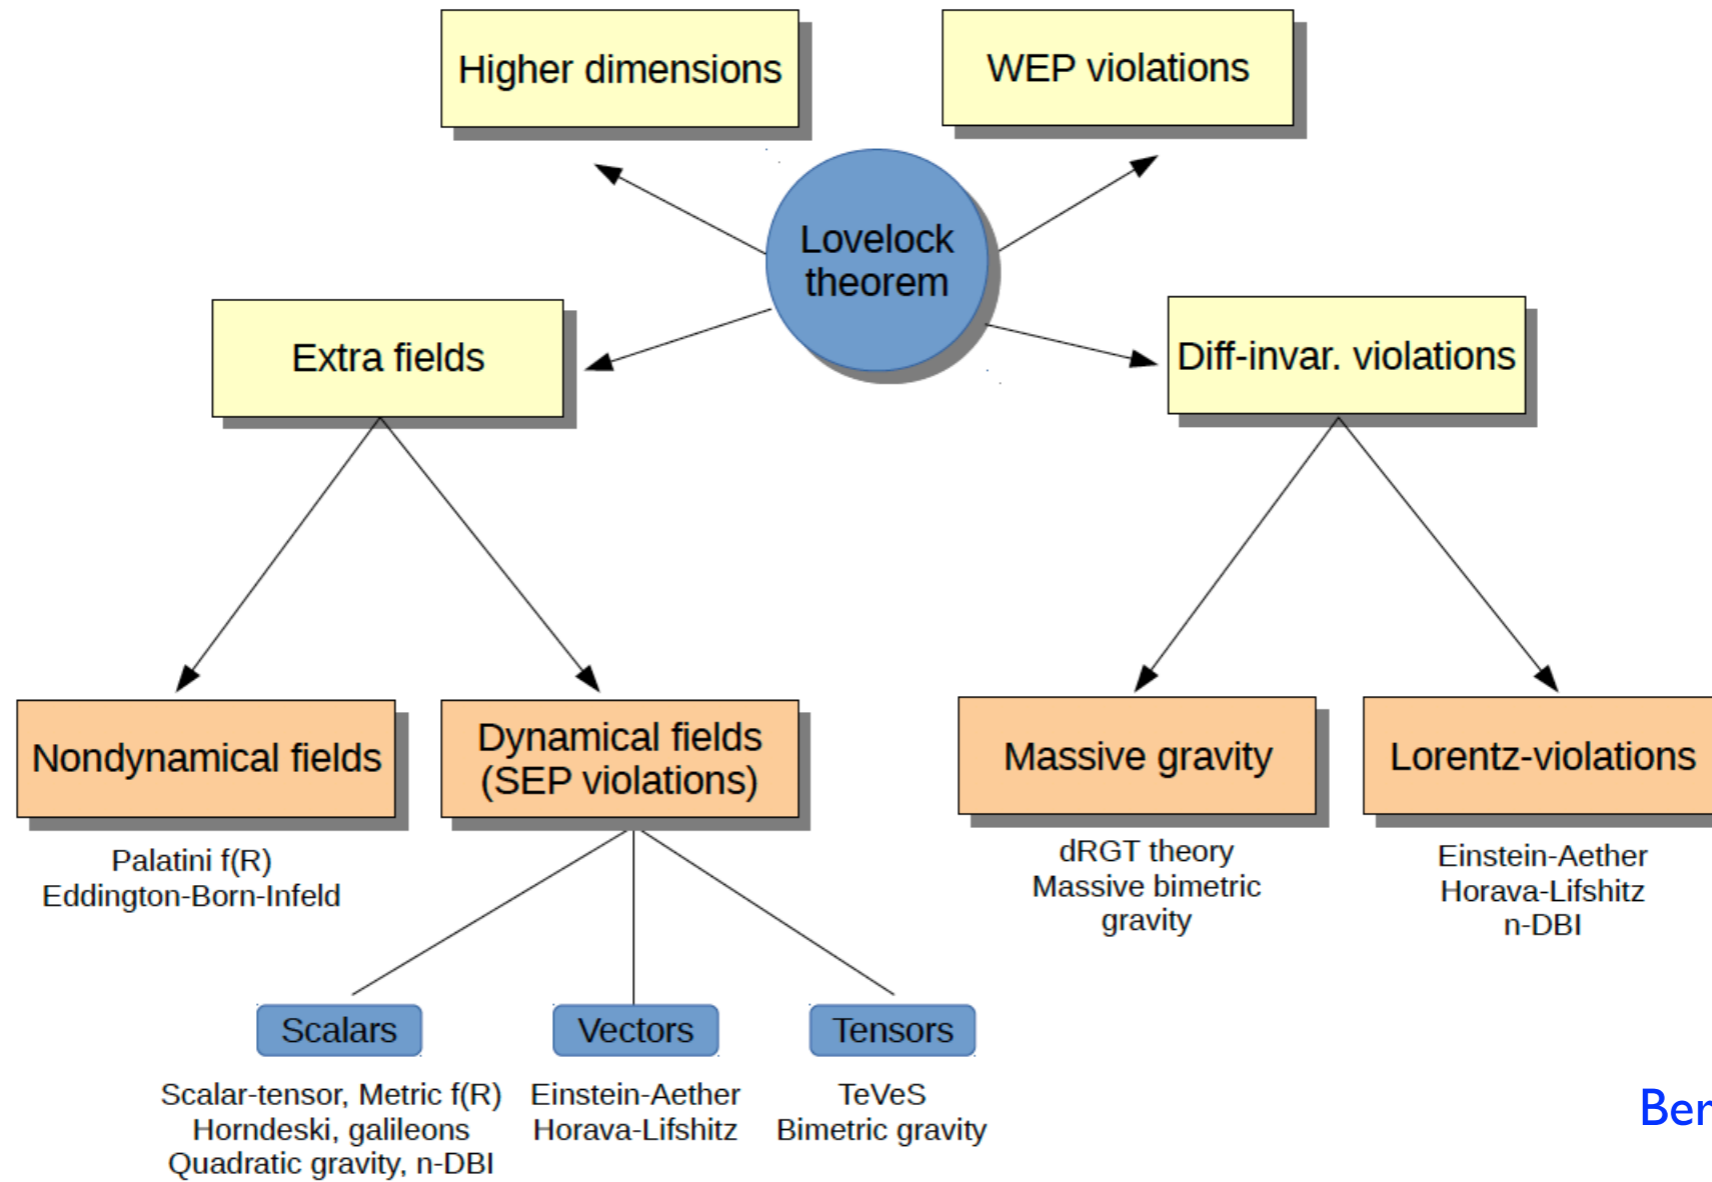 Higher dimensions
WEP violations
Lovelock
theorem
Extra fields
Diff-invar. violations
Nondynamical fields
Dynamical fields
(SEP violations)
Massive gravity
Lorentz-violations
Palatini f(R)
Eddington-Born-Infeld
dRGT theory
Massive bimetric
gravity
Einstein-Aether
Horava-Lifshitz
n-DBI
Scalars
Vectors
Tensors
Scalar-tensor, Metric f(R)
Horndeski, galileons
Quadratic gravity, n-DBI
Einstein-Aether
Horava-Lifshitz
TeVeS
Bimetric gravity